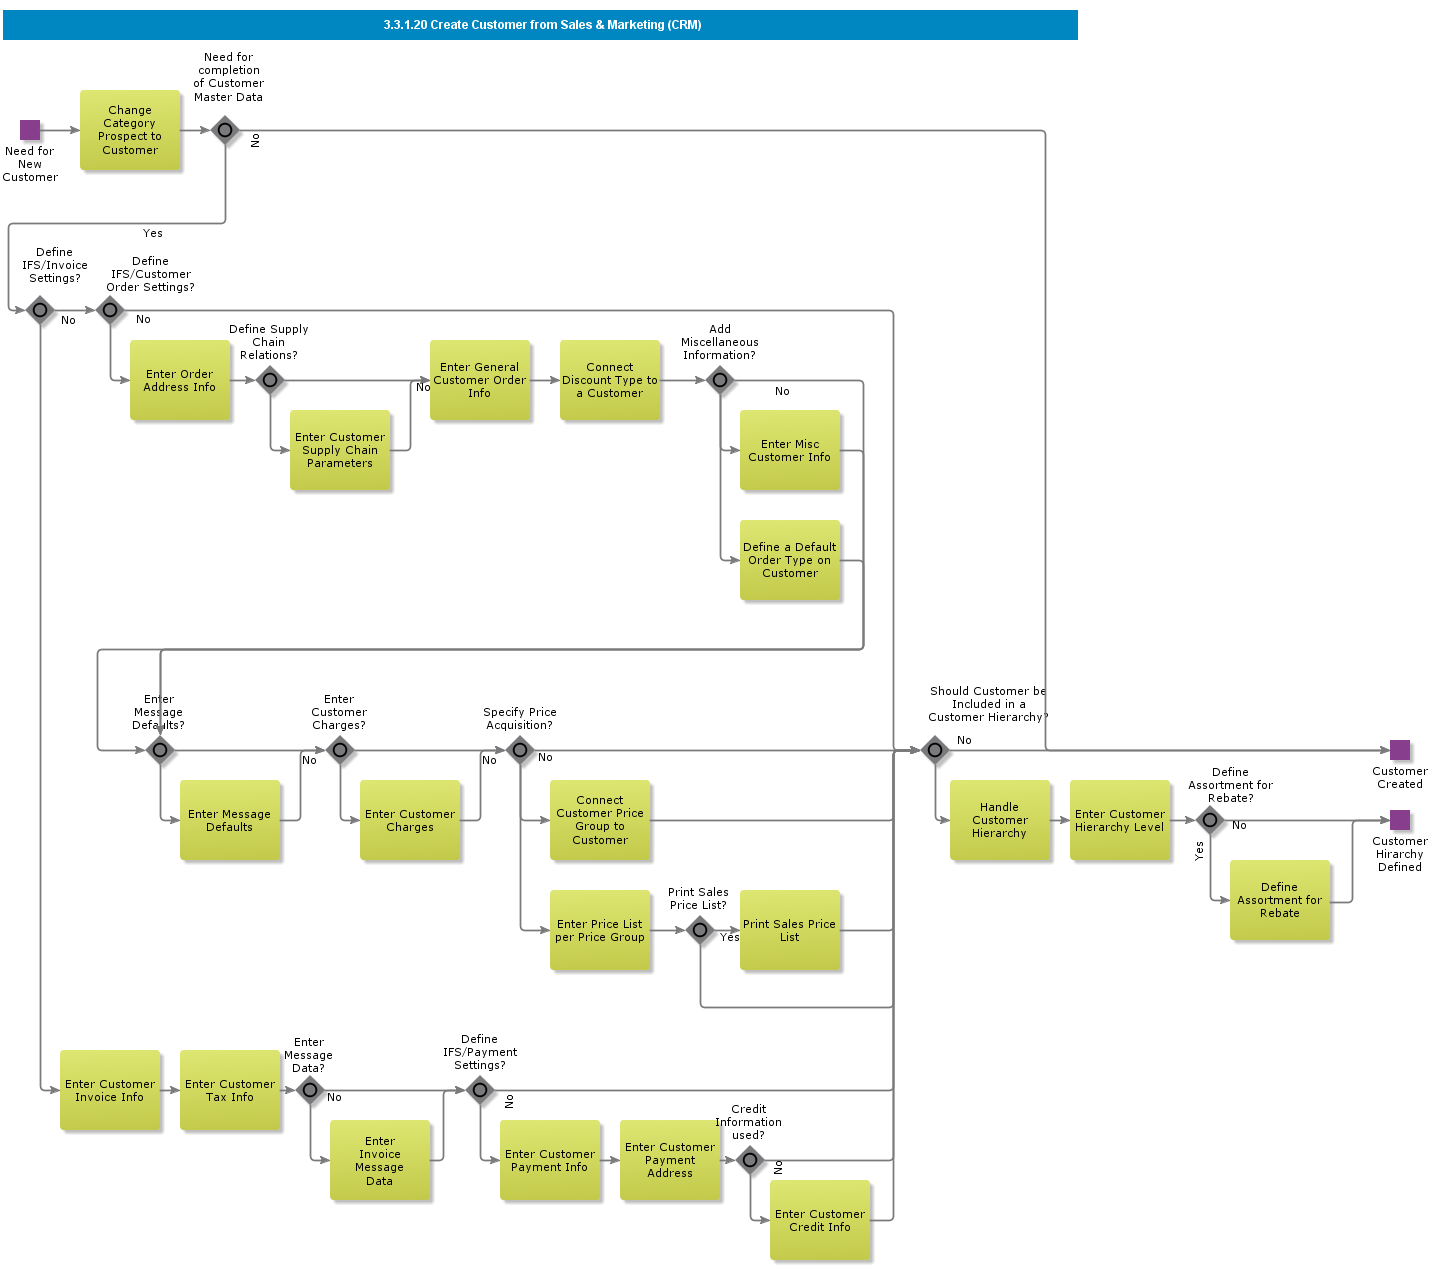 3.3.1.20 Create Customer from Sales & Marketing (CRM)
Need for
completion
of Customer
Master Data
Change
Category
Prospect to
Customer
No
Need for
New
Customer
Yes
Define
IFS/Invoice
Settings?
Define
IFS/Customer
Order Settings?
No
No
Define Supply
Chain
Relations?
Add
Miscellaneous
Information?
Enter Order
Address Info
Enter General
Customer Order
Info
Connect
Discount Type to
a Customer
No
No
Enter Customer
Supply Chain
Parameters
Enter Misc
Customer Info
Define a Default
Order Type on
Customer
Enter
Message
Defaults?
Enter
Customer
Charges?
Specify Price
Acquisition?
Should Customer be
Included in a
Customer Hierarchy?
No
No
No
No
Customer
Created
Define
Assortment for
Rebate?
Enter Message
Defaults
Enter Customer
Charges
Connect
Customer Price
Group to
Customer
Handle
Customer
Hierarchy
Enter Customer
Hierarchy Level
No
Yes
Customer
Hirarchy
Defined
Define
Assortment for
Rebate
Print Sales
Price List?
Enter Price List
per Price Group
Yes
Print Sales Price
List
Enter
Message
Data?
Define
IFS/Payment
Settings?
Enter Customer
Invoice Info
Enter Customer
Tax Info
No
No
Credit
Information
used?
Enter
Invoice
Message
Data
Enter Customer
Payment Info
Enter Customer
Payment
Address
No
Enter Customer
Credit Info